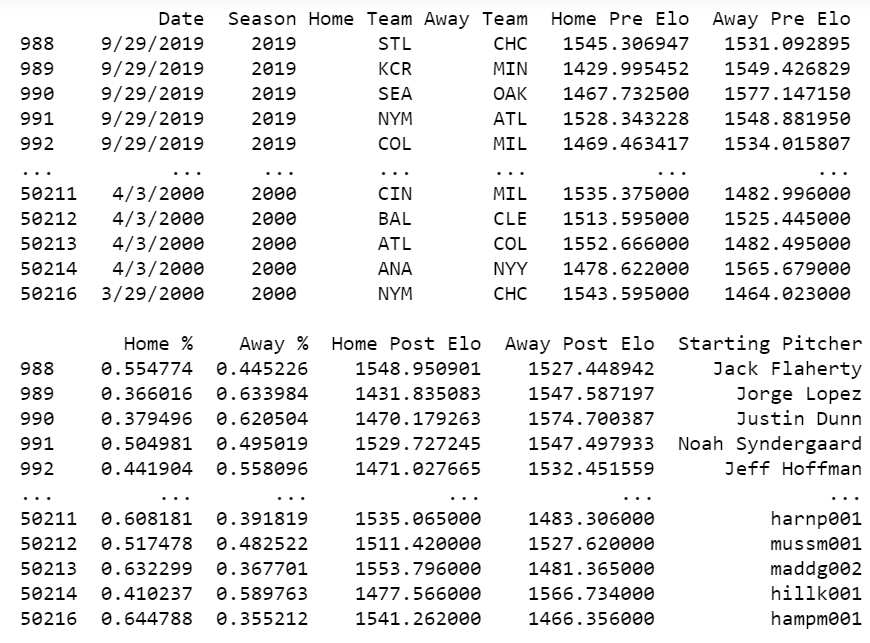 Date Season Home Team Away Team Home Pre Elo Away Pre Elo
988 9/29/2019 2019 STL CHC 1545.306947 1531.092895
989 9/29/2019 2019 KCR MIN 1429.995452 1549.426829
990 9/29/2019 2019 SEA OAK 1467.732500 1577.147150
991 9/29/2019 2019 NYM ATL 1528.343228 1548.881950
992 9/29/2019 2019 COL MIL 1469.463417 1534.015807
... ... ... ... ... ... ...
50211 4/3/2000 2000 CIN MIL 1535.375000 1482.996000
50212 4/3/2000 2000 BAL CLE 1513.595000 1525.445000
50213 4/3/2000 2000 ATL COL 1552.666000 1482.495000
50214 4/3/2000 2000 ANA NYY 1478.622000 1565.679000
50216 3/29/2000 2000 NYM CHC 1543.595000 1464.023000
Home % Away % Home Post Elo Away Post Elo Starting Pitcher
988 0.554774 0.445226 1548.950901 1527.448942 Jack Flaherty
989 0.366016 0.633984 1431.835083 1547.587197 Jorge Lopez
990 0.379496 0.620504 1470.179263 1574.700387 Justin Dunn
991 0.504981 0.495019 1529.727245 1547.497933 Noah Syndergaard
992 0.441904 0.558096 1471.027665 1532.451559 Jeff Hoffman
... ... ... ... ... ...
50211 0.608181 0.391819 1535.065000 1483.306000 harnp001
50212 0.517478 0.482522 1511.420000 1527.620000 mussm001
50213 0.632299 0.367701 1553.796000 1481.365000 maddg002
50214 0.410237 0.589763 1477.566000 1566.734000 hillk001
50216 0.644788 0.355212 1541.262000 1466.356000 hampm001